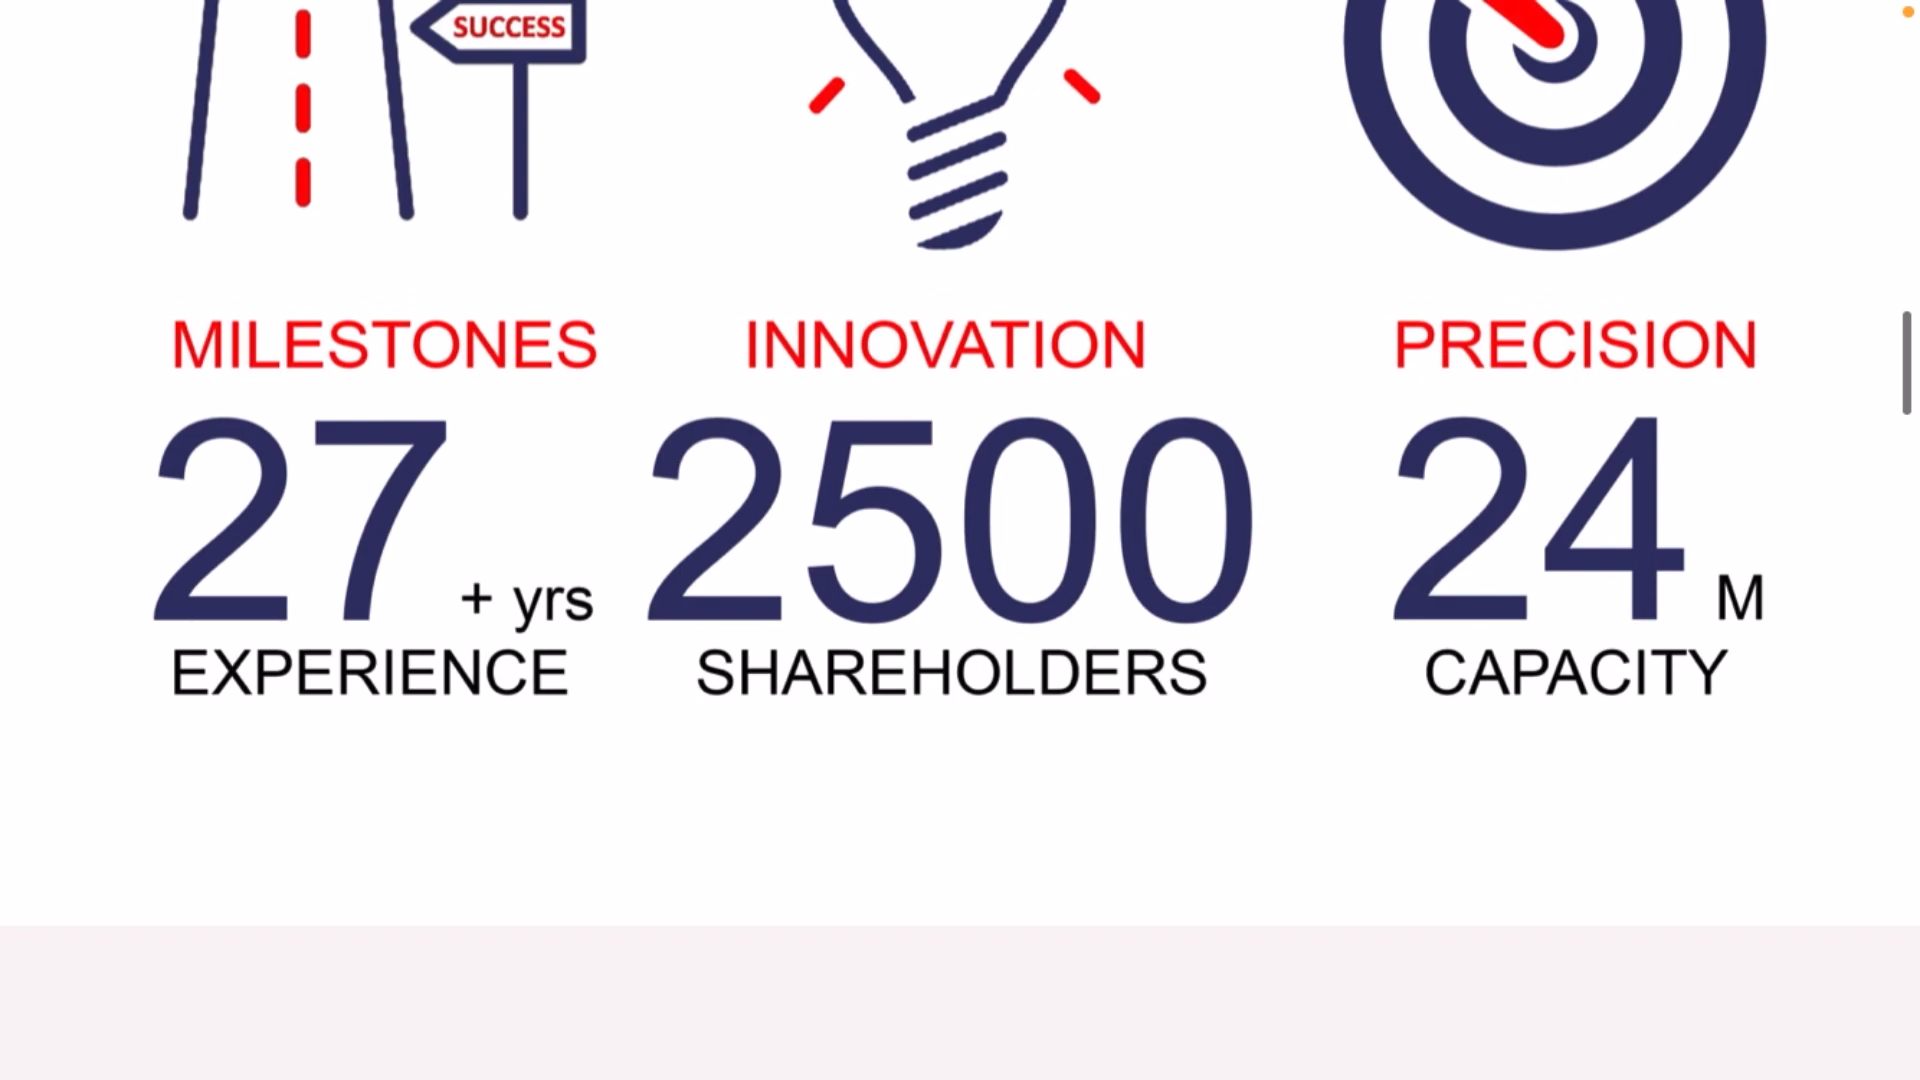 SUCCESS
MILESTONES
INNOVATION
PRECISION
27 + yrs
2500
24 M
EXPERIENCE
SHAREHOLDERS
CAPACITY